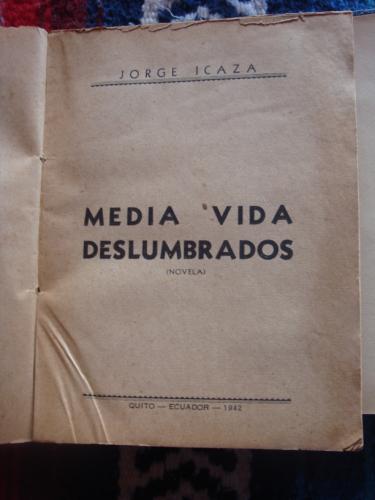 JORGE ICAZA
MEDIA VIDA
DESLUMBRADOS
(NOVELA)
QUITO — ECUADOR — 1942